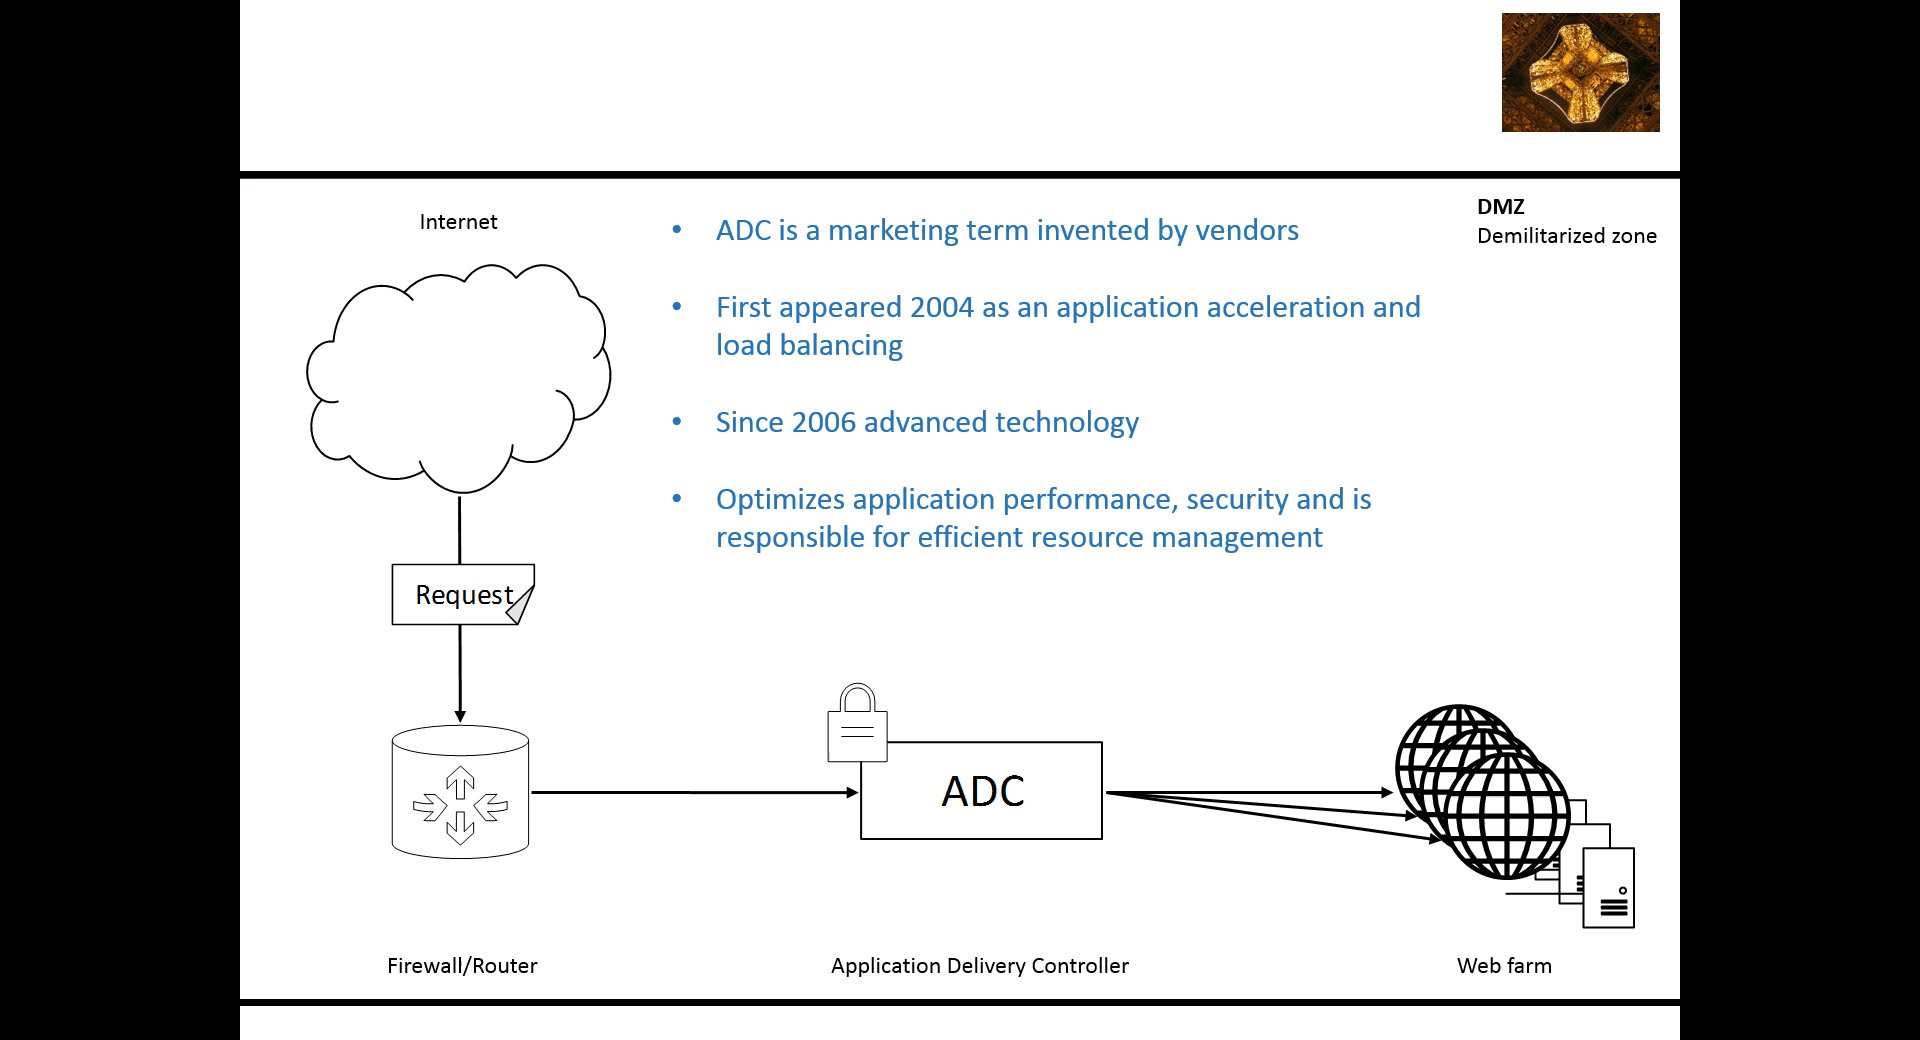 Internet
• ADC is a marketing term invented by vendors
• First appeared 2004 as an application acceleration and
load balancing
• Since 2006 advanced technology
• Optimizes application performance, security and is
responsible for efficient resource management
DMZ
Demilitarized zone
Request
ADC
Firewall/Router
Application Delivery Controller
Web farm